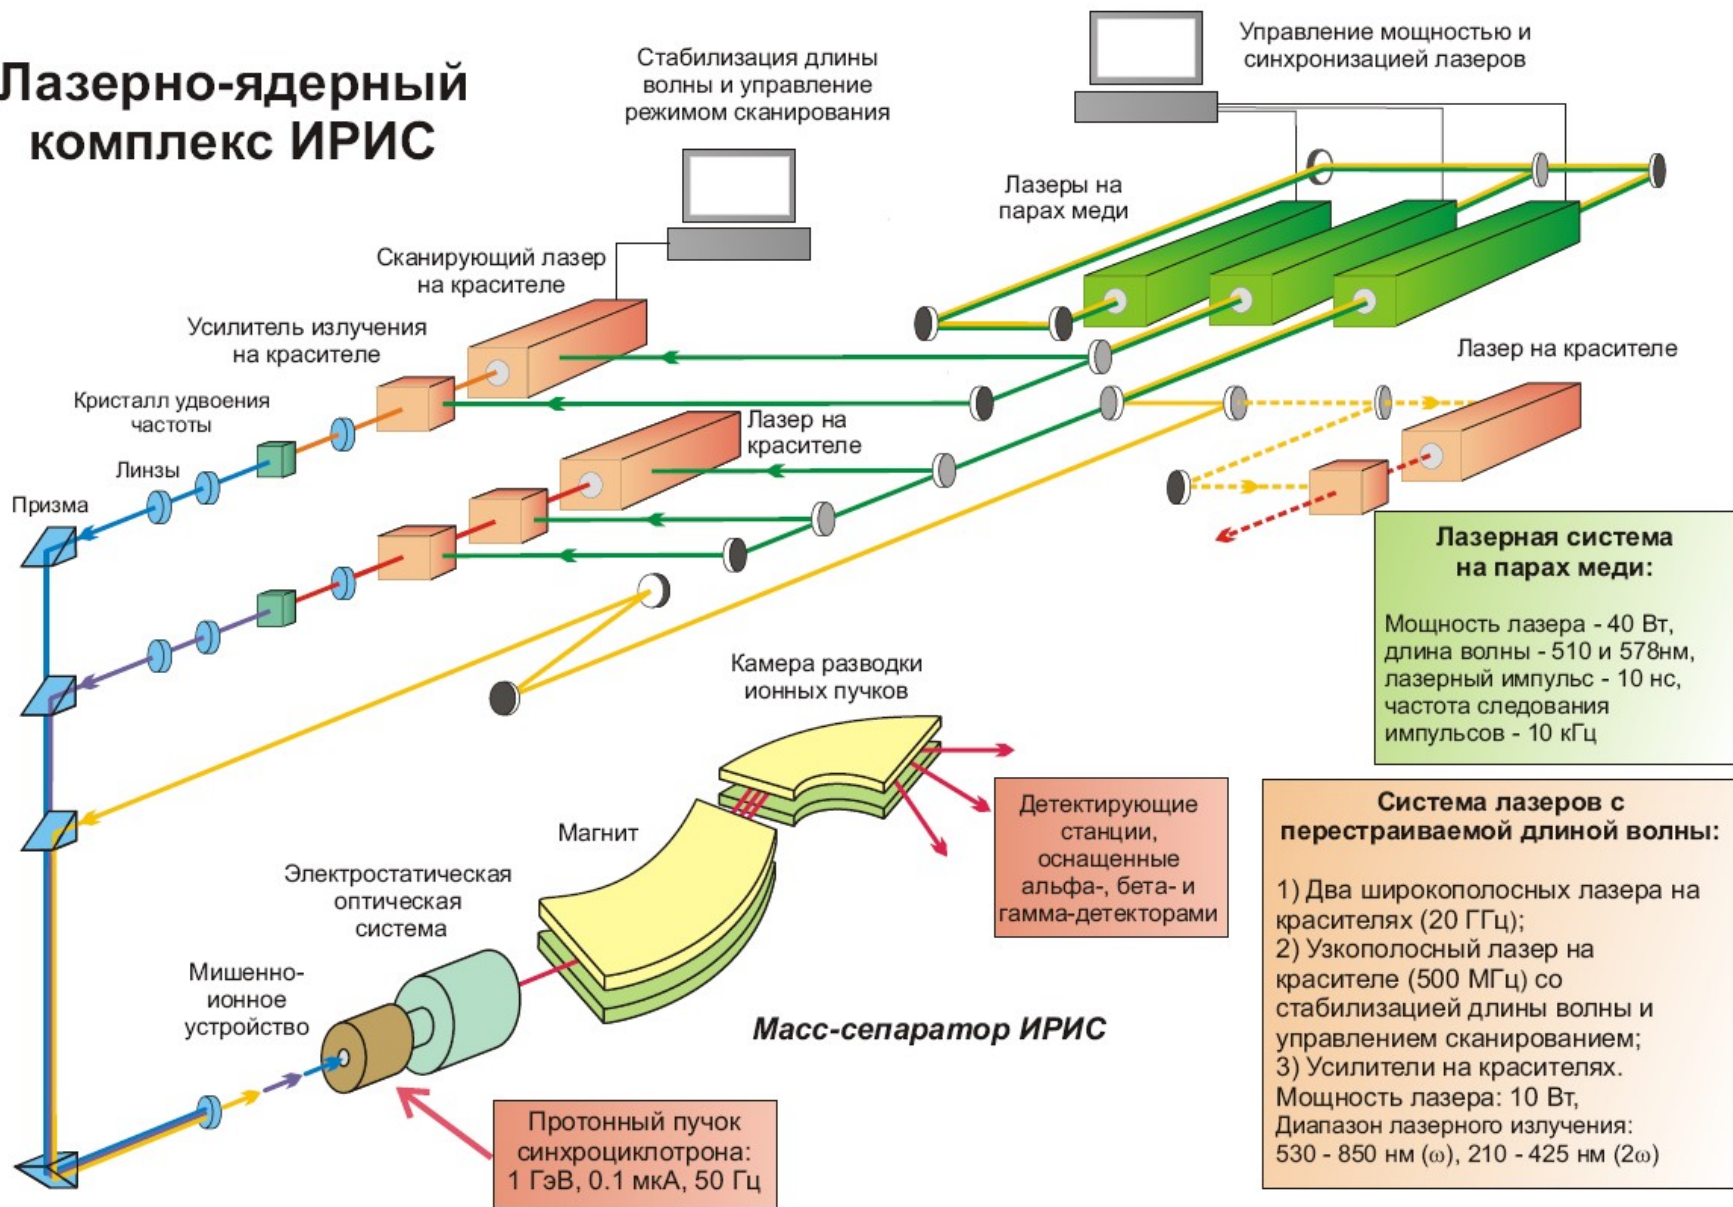 Лазерно-ядерный
комплекс ИРИС
Стабилизация длины
волны и управление
режимом сканирования
Управление мощностью и
синхронизацией лазеров
Лазеры на
парах меди
Сканирующий лазер
на красителе
Усилитель излучения
на красителе
Лазер на красителе
Кристалл удвоения
частоты
Лазер на
красителе
Линзы
Призма
Лазерная система
на парах меди:
Мощность лазера - 40 Вт,
длина волны - 510 и 578нм,
лазерный импульс - 10 нс,
частота следования
импульсов - 10 кГц
Камера разводки
ионных пучков
Магнит
Детектирующие
станции,
оснащенные
альфа-, бета- и
гамма-детекторами
Система лазеров с
перестраиваемой длиной волны:
1) Два широкополосных лазера на
красителях (20 ГГц);
2) Узкополосный лазер на
красителе (500 МГц) со
стабилизацией длины волны и
управлением сканированием;
3) Усилители на красителях.
Мощность лазера: 10 Вт,
Диапазон лазерного излучения:
530 - 850 нм (ω), 210 - 425 нм (2ω)
Электростатическая
оптическая
система
Мишенно-
ионное
устройство
Масс-сепаратор ИРИС
Протонный пучок
синхроциклотрона:
1 ГэВ, 0.1 мкА, 50 Гц